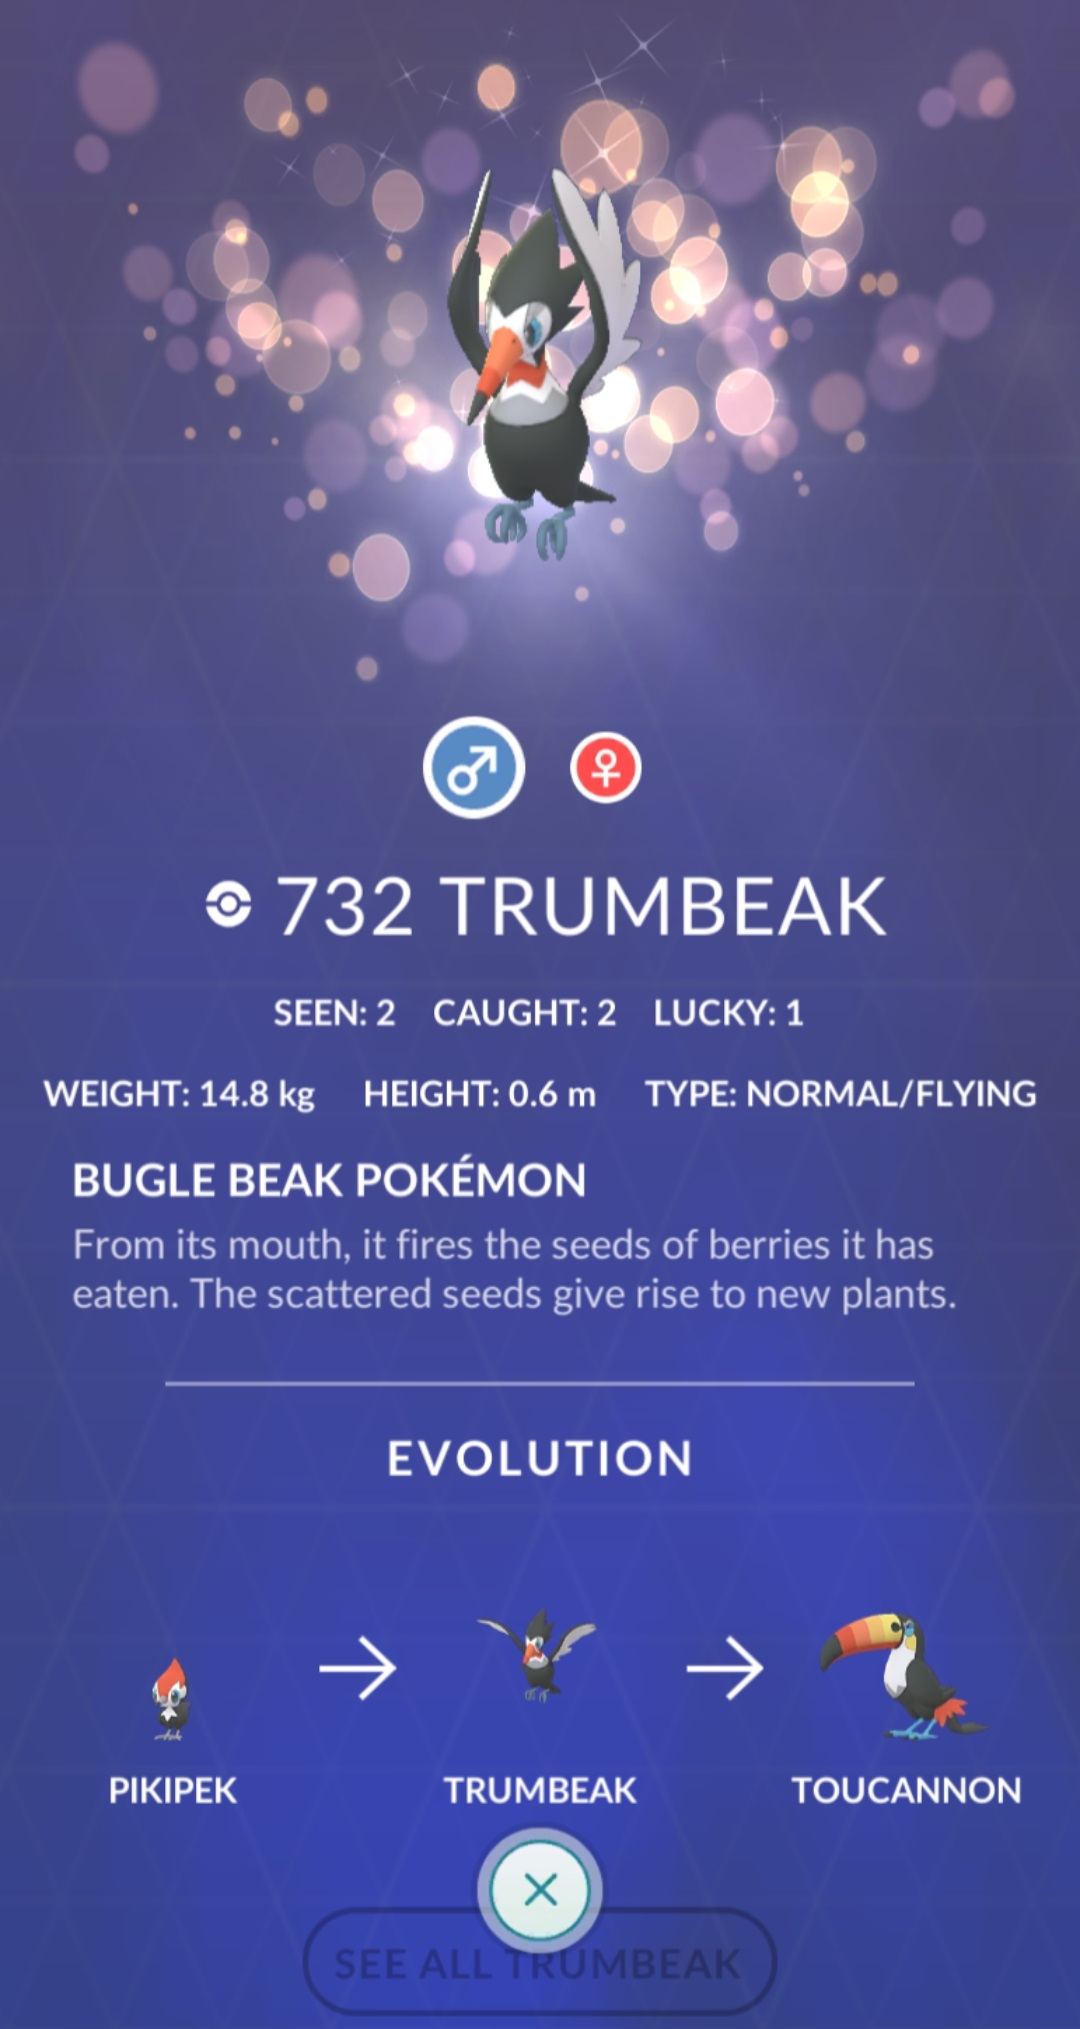 732 TRUMBEAK
SEEN: 2 CAUGHT: 2 LUCKY: 1
WEIGHT: 14.8 kg HEIGHT: 0.6 m TYPE: NORMAL/FLYING
BUGLE BEAK POKÉMON
From its mouth, it fires the seeds of berries it has
eaten. The scattered seeds give rise to new plants.
EVOLUTION
PIKIPEK TRUMBEAK TOUCANNON
SEE ALL TRUMBEAK